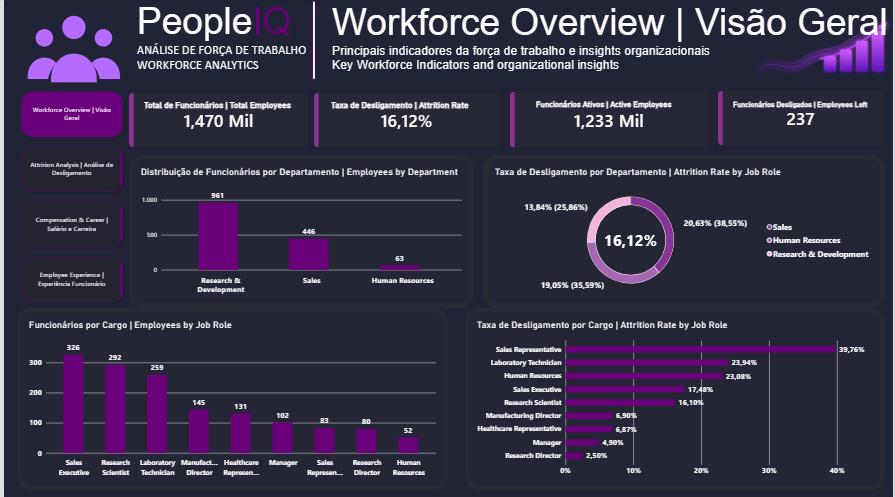 PeopleIQ
ANÁLISE DE FORÇA DE TRABALHO
WORKFORCE ANALYTICS
Workforce Overview | Visão Geral
Principais indicadores da força de trabalho e insights organizacionais
Key Workforce Indicators and organizational insights
Workforce Overview | Visão
Geral
Attrition Analysis | Análise de
Desligamento
Compensation & Career |
Salário e Carreira
Employee Experience |
Experiência Funcionário
Total de Funcionários | Total Employees
1,470 Mil
Taxa de Desligamento | Attrition Rate
16,12%
Funcionários Ativos | Active Employees
1,233 Mil
Funcionários Desligados | Employees Left
237
Distribuição de Funcionários por Departamento | Employees by Department
1.000
500
0
961
446
63
Research &
Development
Sales
Human Resources
Taxa de Desligamento por Departamento | Attrition Rate by Job Role
13,84% (25,86%)
20,63% (38,55%)
19,05% (35,59%)
16,12%
Sales
Human Resources
Research & Development
Funcionários por Cargo | Employees by Job Role
300
200
100
0
326
292
259
145
131
102
83
80
52
Sales
Executive
Research
Scientist
Laboratory
Technician
Manufact...
Director
Healthcare
Represen...
Manager
Sales
Represen...
Research
Director
Human
Resources
Taxa de Desligamento por Cargo | Attrition Rate by Job Role
Sales Representative 39,76%
Laboratory Technician 23,94%
Human Resources 23,08%
Sales Executive 17,48%
Research Scientist 16,10%
Manufacturing Director 6,90%
Healthcare Representative 6,87%
Manager 4,90%
Research Director 2,50%
0% 10% 20% 30% 40%